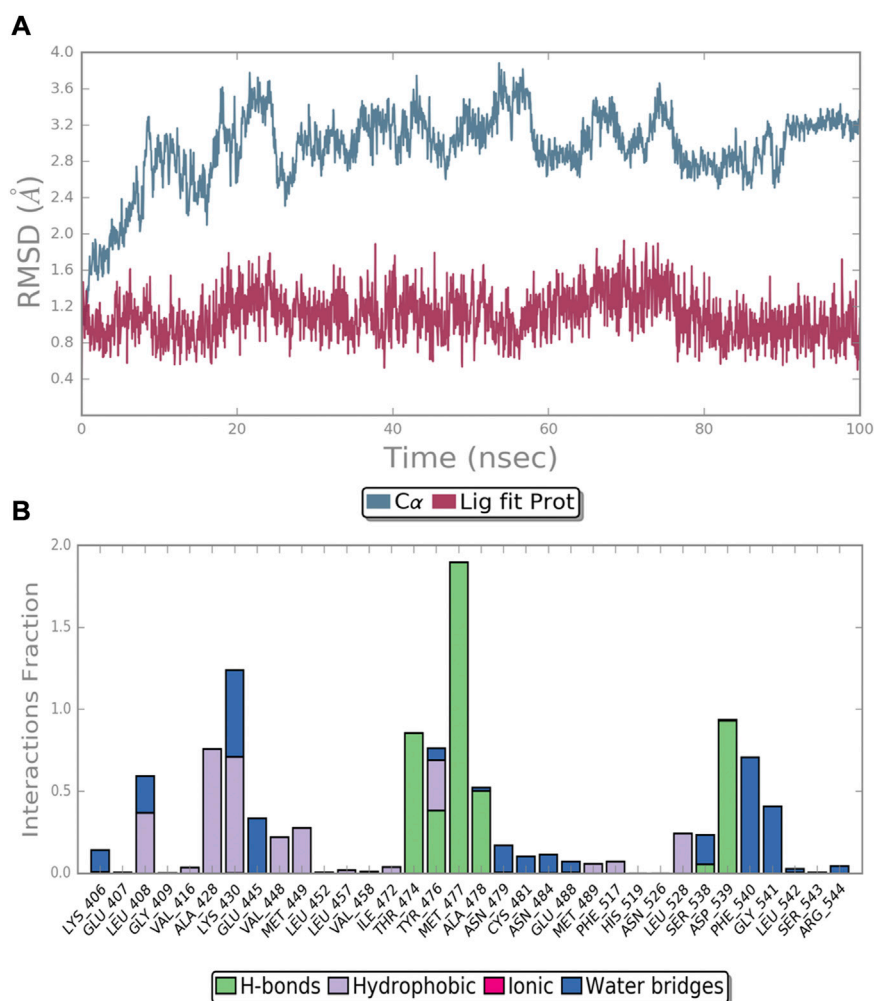 A
4.0
3.6
3.2
2.8
2.4
2.0
1.6
1.2
0.8
0.4
RMSD (Å)
0 20 40 60 80 100
Time (nsec)
Cα Lig fit Prot
B
2.0
1.5
1.0
0.5
0.0
Interactions Fraction
LYS_406 GLU_407 LEU_408 GLY_409 VAL_416 ALA_428 LYS_430 GLU_445 VAL_448 MET_449 LEU_452 LEU_457 VAL_458 ILE_472 THR_474 TYR_476 MET_477 ALA_478 ASN_479 CYS_481 ASN_484 GLU_488 MET_489 PHE_517 HIS_519 ASN_526 LEU_528 SER_538 ASP_539 PHE_540 GLY_541 LEU_542 SER_543 ARG_544
H-bonds Hydrophobic Ionic Water bridges